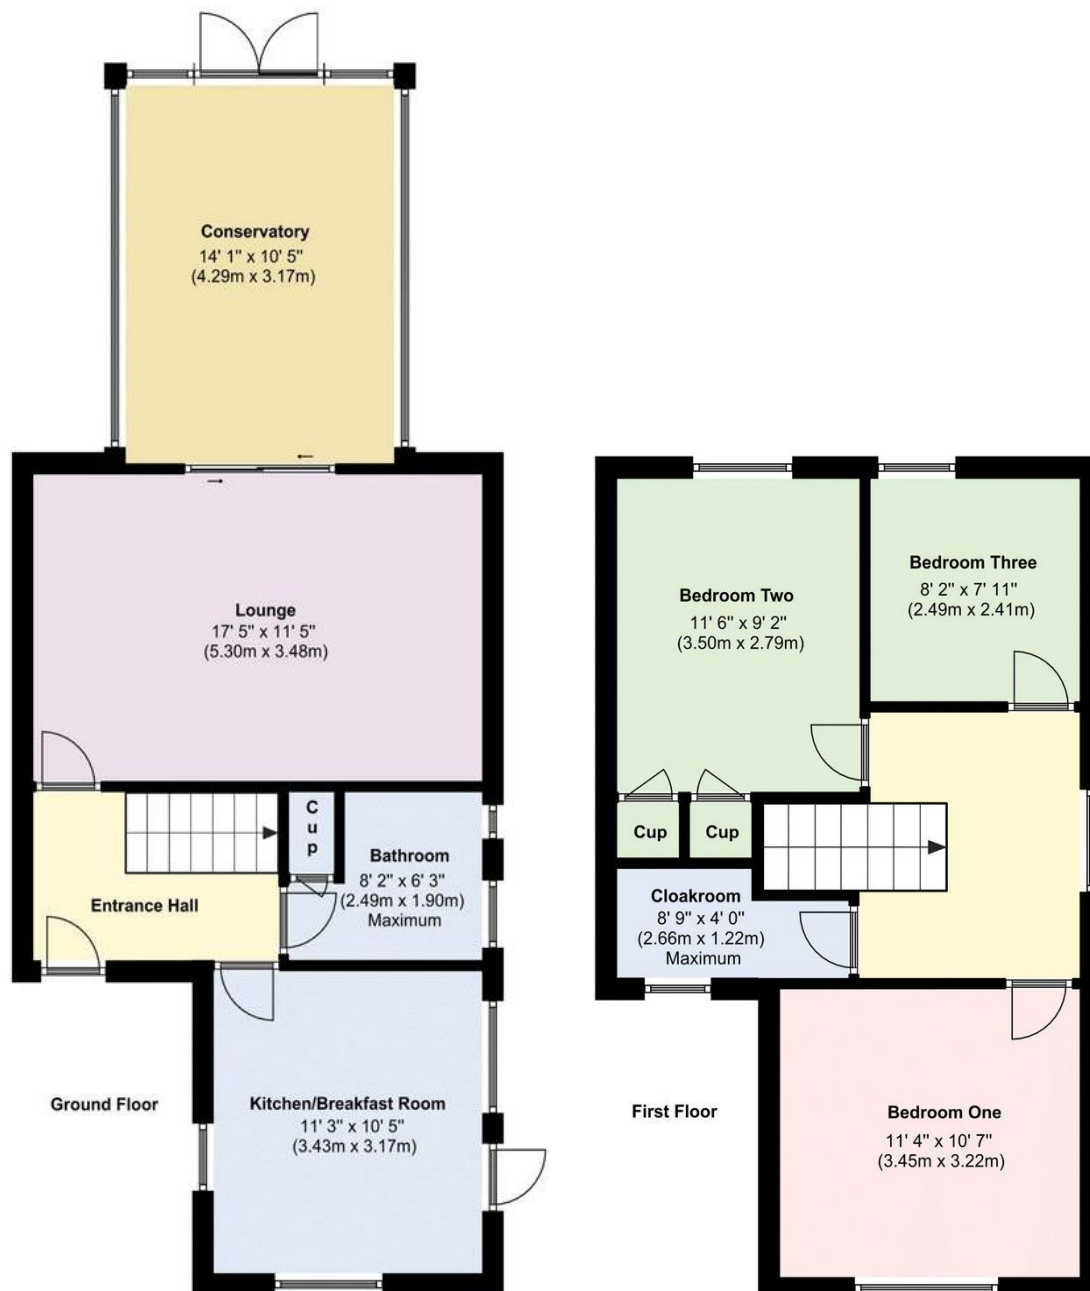 Conservatory
14' 1" x 10' 5"
(4.29m x 3.17m)
Lounge
17' 5" x 11' 5"
(5.30m x 3.48m)
Cup
Bathroom
8' 2" x 6' 3"
(2.49m x 1.90m)
Maximum
Entrance Hall
Ground Floor
Kitchen/Breakfast Room
11' 3" x 10' 5"
(3.43m x 3.17m)
Bedroom Two
11' 6" x 9' 2"
(3.50m x 2.79m)
Bedroom Three
8' 2" x 7' 11"
(2.49m x 2.41m)
Cup
Cup
Cloakroom
8' 9" x 4' 0"
(2.66m x 1.22m)
Maximum
First Floor
Bedroom One
11' 4" x 10' 7"
(3.45m x 3.22m)